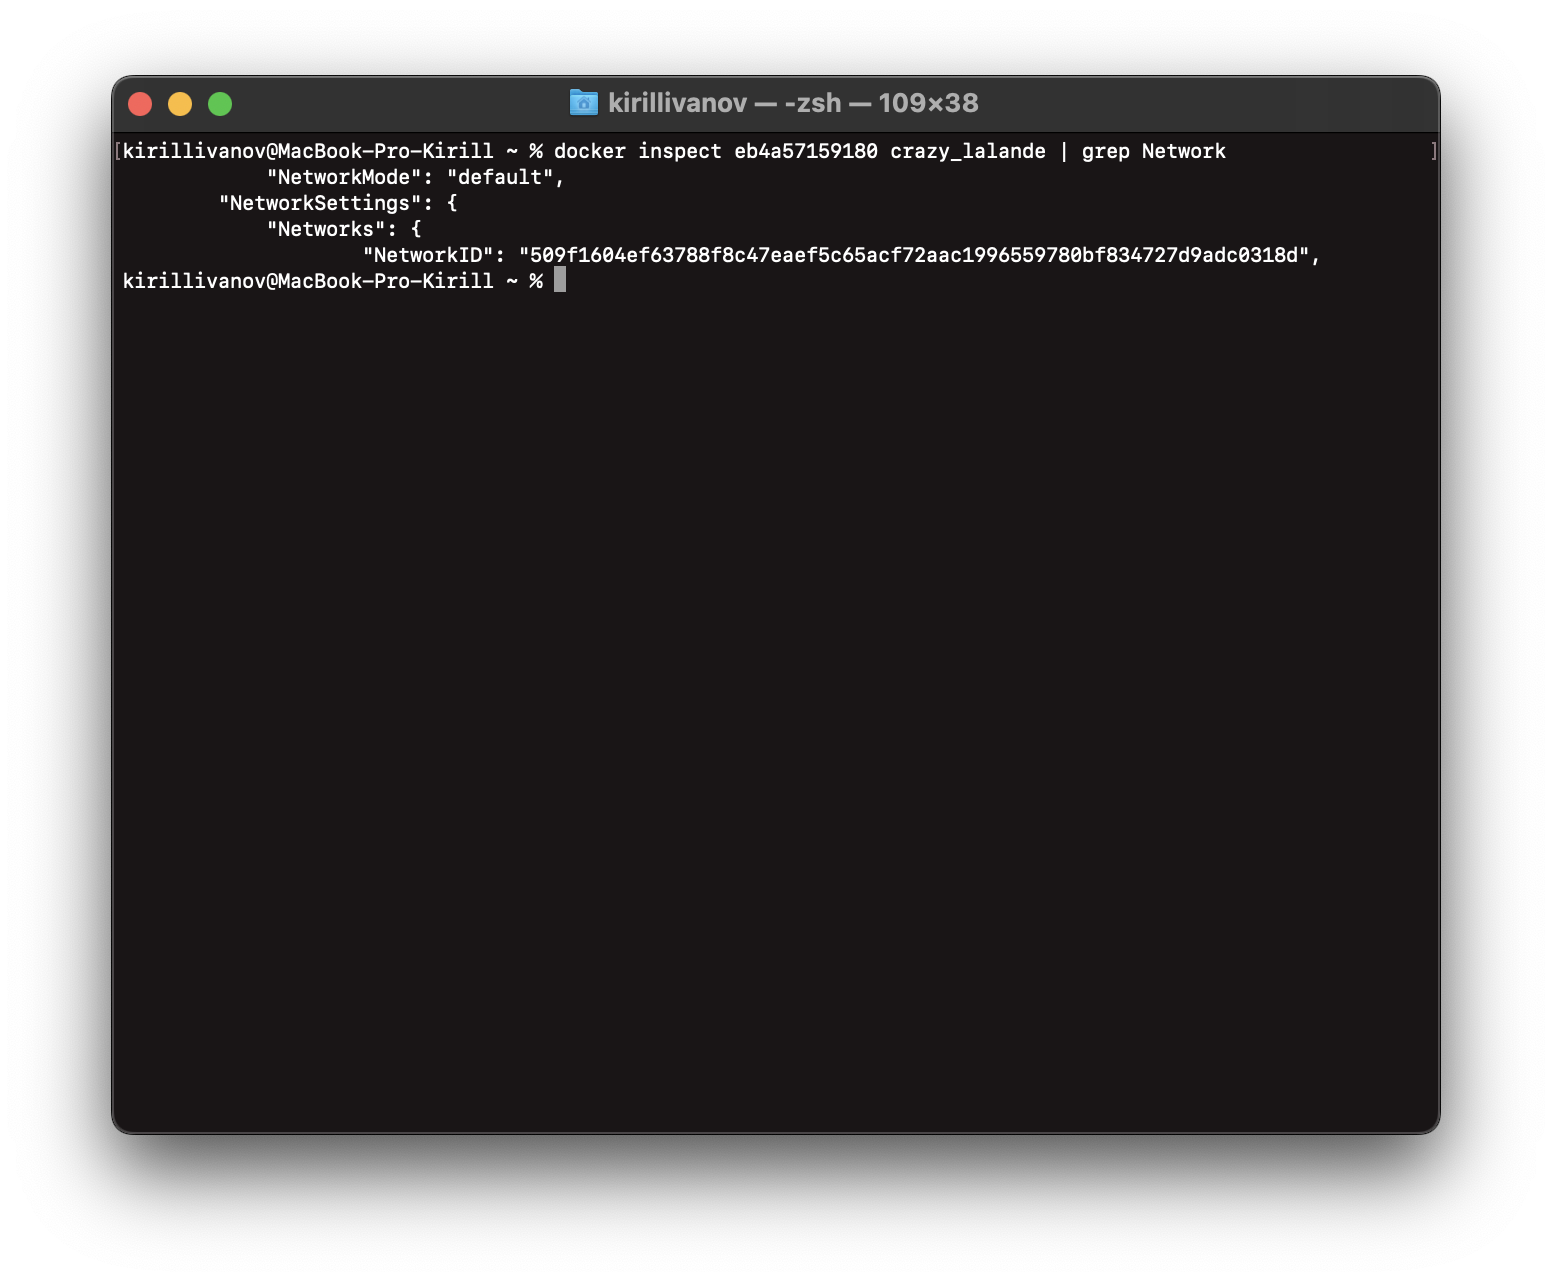 kirillivanov — -zsh — 109×38
[kirillivanov@MacBook-Pro-Kirill ~ % docker inspect eb4a57159180 crazy_lalande | grep Network ]
"NetworkMode": "default",
"NetworkSettings": {
"Networks": {
"NetworkID": "509f1604ef63788f8c47eaef5c65acf72aac1996559780bf834727d9adc0318d",
kirillivanov@MacBook-Pro-Kirill ~ %